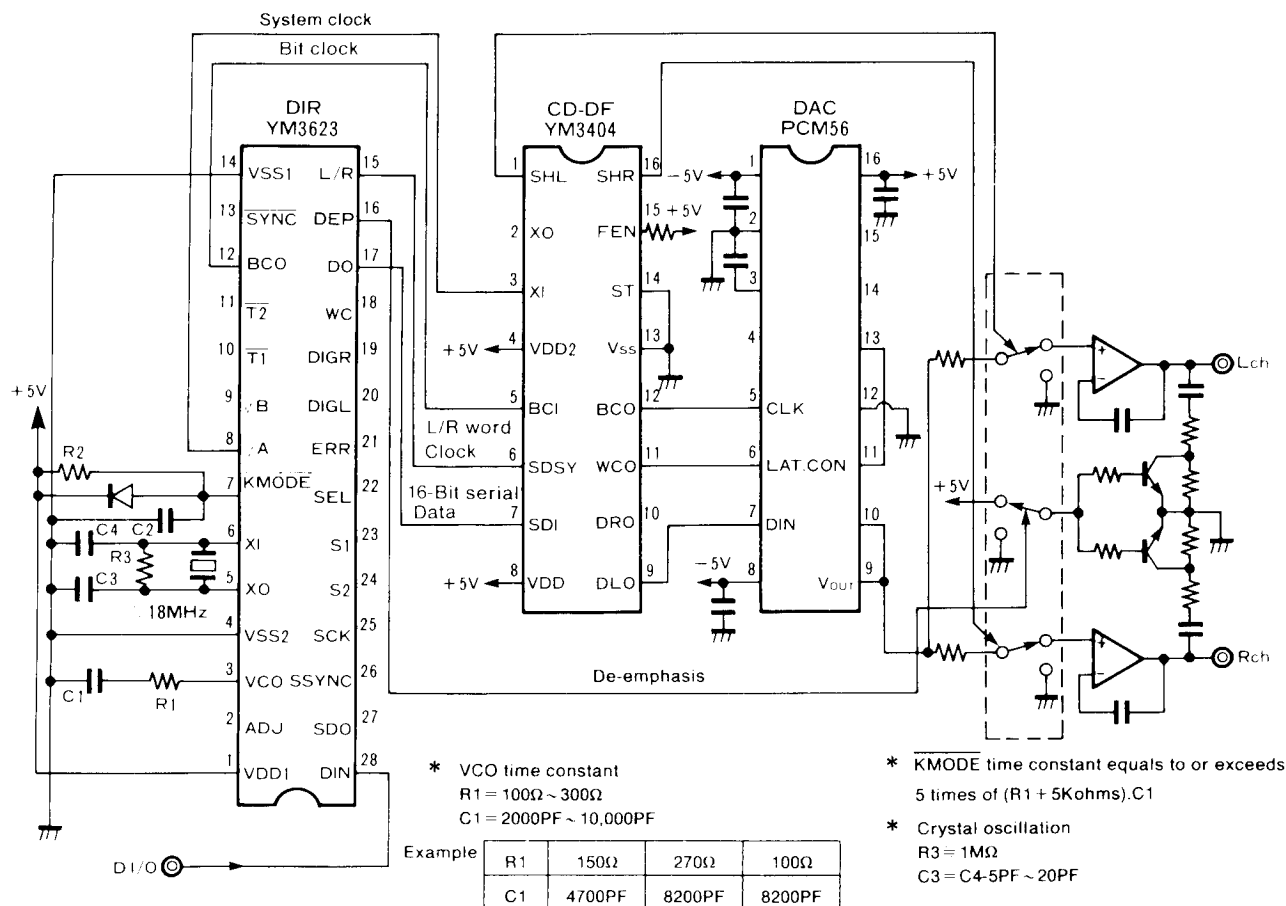 System clock
Bit clock
DIR
YM3623
CD-DF
YM3404
DAC
PCM56
14 VSS1 L/R 15
13 SYNC DEP 16
12 BCO DO 17
11 T2 WC 18
10 T1 DIGR 19
9 B DIGL 20
8 A ERR 21
7 KMODE SEL 22
6 XI S1 23
5 XO S2 24
4 VSS2 SCK 25
3 VCO SSYNC 26
2 ADJ SDO 27
1 VDD1 DIN 28
+5V
R2
C4 C2
R3
C3
18MHz
C1 R1
L/R word
Clock
16-Bit serial
Data
1 SHL SHR 16
2 XO FEN 15 +5V
3 XI ST 14
+5V 4 VDD2 Vss 13
5 BCI BCO 12
6 SDSY WCO 11
7 SDI DRO 10
+5V 8 VDD DLO 9
-5V 1 16 +5V
2 15
3 14
4 13
5 CLK 12
6 LAT.CON 11
7 DIN 10
-5V 8 VOUT 9
+ -
Lch
+5V
+ -
Rch
De-emphasis
DI/O
* VCO time constant
R1 = 100Ω ~ 300Ω
C1 = 2000PF ~ 10,000PF
Example R1 150Ω 270Ω 100Ω
C1 4700PF 8200PF 8200PF
* KMODE time constant equals to or exceeds
5 times of (R1 + 5Kohms).C1
* Crystal oscillation
R3 = 1MΩ
C3 = C4-5PF ~ 20PF